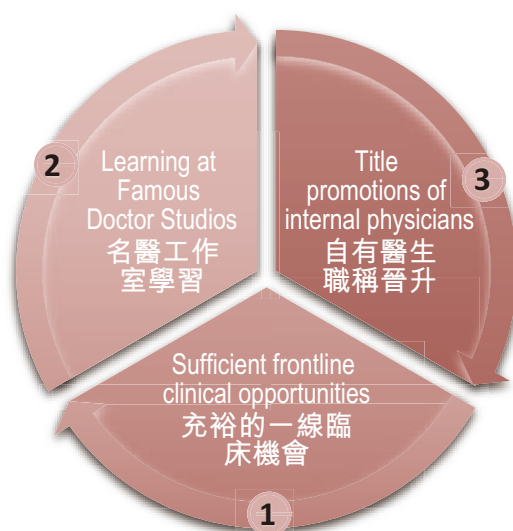 2
Learning at
Famous
Doctor Studios
名醫工作
室學習
Title
promotions of
internal physicians
自有醫生
職稱晉升
3
Sufficient frontline
clinical opportunities
充裕的一線臨
床機會
1